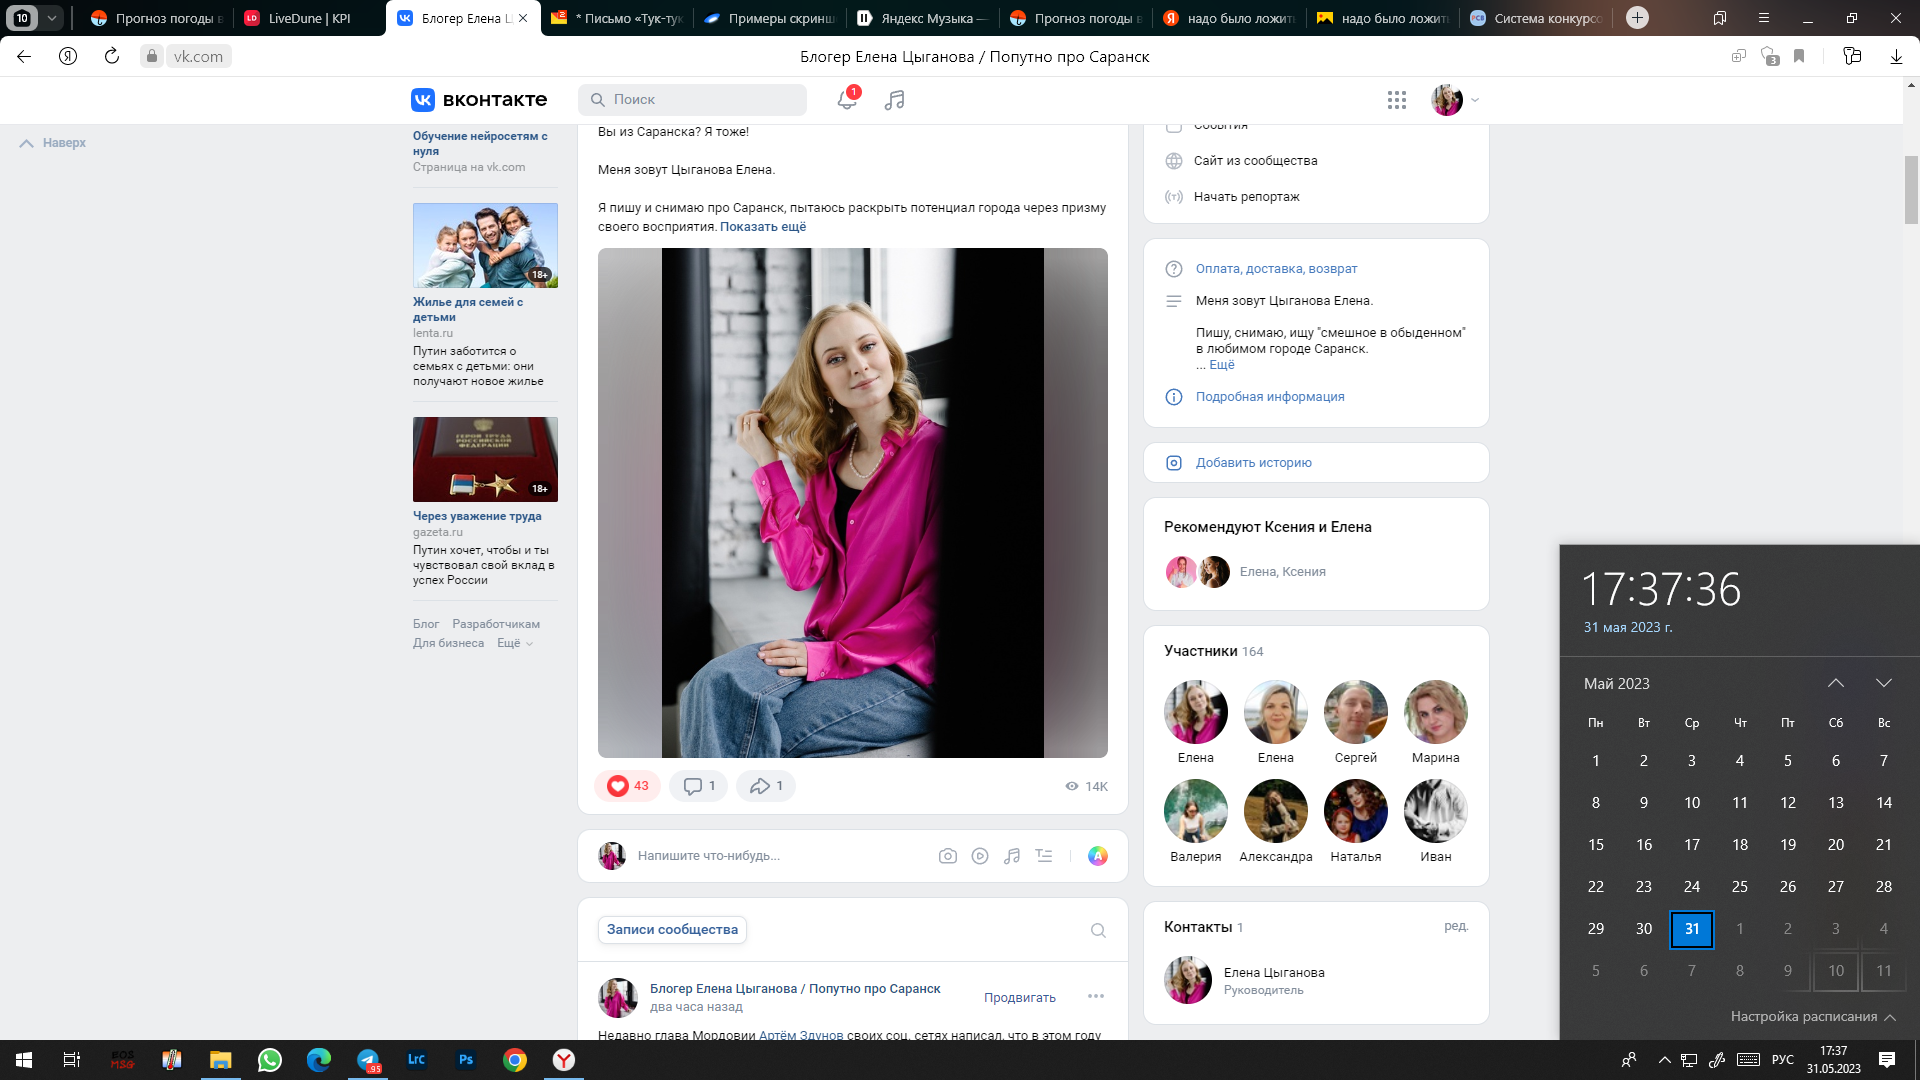 10
Прогноз погоды в
LiveDune | KPI
Блогер Елена Ц
* Письмо «Тук-тук
Примеры скринш
Яндекс Музыка —
Прогноз погоды в
надо было ложить
надо было ложить
Система конкурсо
vk.com
Блогер Елена Цыганова / Попутно про Саранск
3
вконтакте
Поиск
1
Наверх
Обучение нейросетям с
нуля
Страница на vk.com
18+
Жилье для семей с
детьми
lenta.ru
Путин заботится о
семьях с детьми: они
получают новое жилье
ГЕРОЯ ТРУДА
РОССИЙСКОЙ
ФЕДЕРАЦИИ
18+
Через уважение труда
gazeta.ru
Путин хочет, чтобы и ты
чувствовал свой вклад в
успех России
Блог Разработчикам
Для бизнеса Ещё
Вы из Саранска? Я тоже!
Меня зовут Цыганова Елена.
Я пишу и снимаю про Саранск, пытаюсь раскрыть потенциал города через призму
своего восприятия. Показать ещё
43
1
1
14K
Напишите что-нибудь...
Записи сообщества
Блогер Елена Цыганова / Попутно про Саранск
два часа назад
Продвигать
Недавно глава Мордовии Артём Здунов своих соц. сетях написал, что в этом году
События
Сайт из сообщества
Начать репортаж
Оплата, доставка, возврат
Меня зовут Цыганова Елена.
Пишу, снимаю, ищу "смешное в обыденном"
в любимом городе Саранск.
... Ещё
Подробная информация
Добавить историю
Рекомендуют Ксения и Елена
Елена, Ксения
Участники 164
Елена Елена Сергей Марина
Валерия Александра Наталья Иван
Контакты 1
ред.
Елена Цыганова
Руководитель
17:37:36
31 мая 2023 г.
Май 2023
Пн Вт Ср Чт Пт Сб Вс
1 2 3 4 5 6 7
8 9 10 11 12 13 14
15 16 17 18 19 20 21
22 23 24 25 26 27 28
29 30 31 1 2 3 4
5 6 7 8 9 10 11
Настройка расписания
BOS
MSG
.95
Lrc
Ps
РУС
17:37
31.05.2023